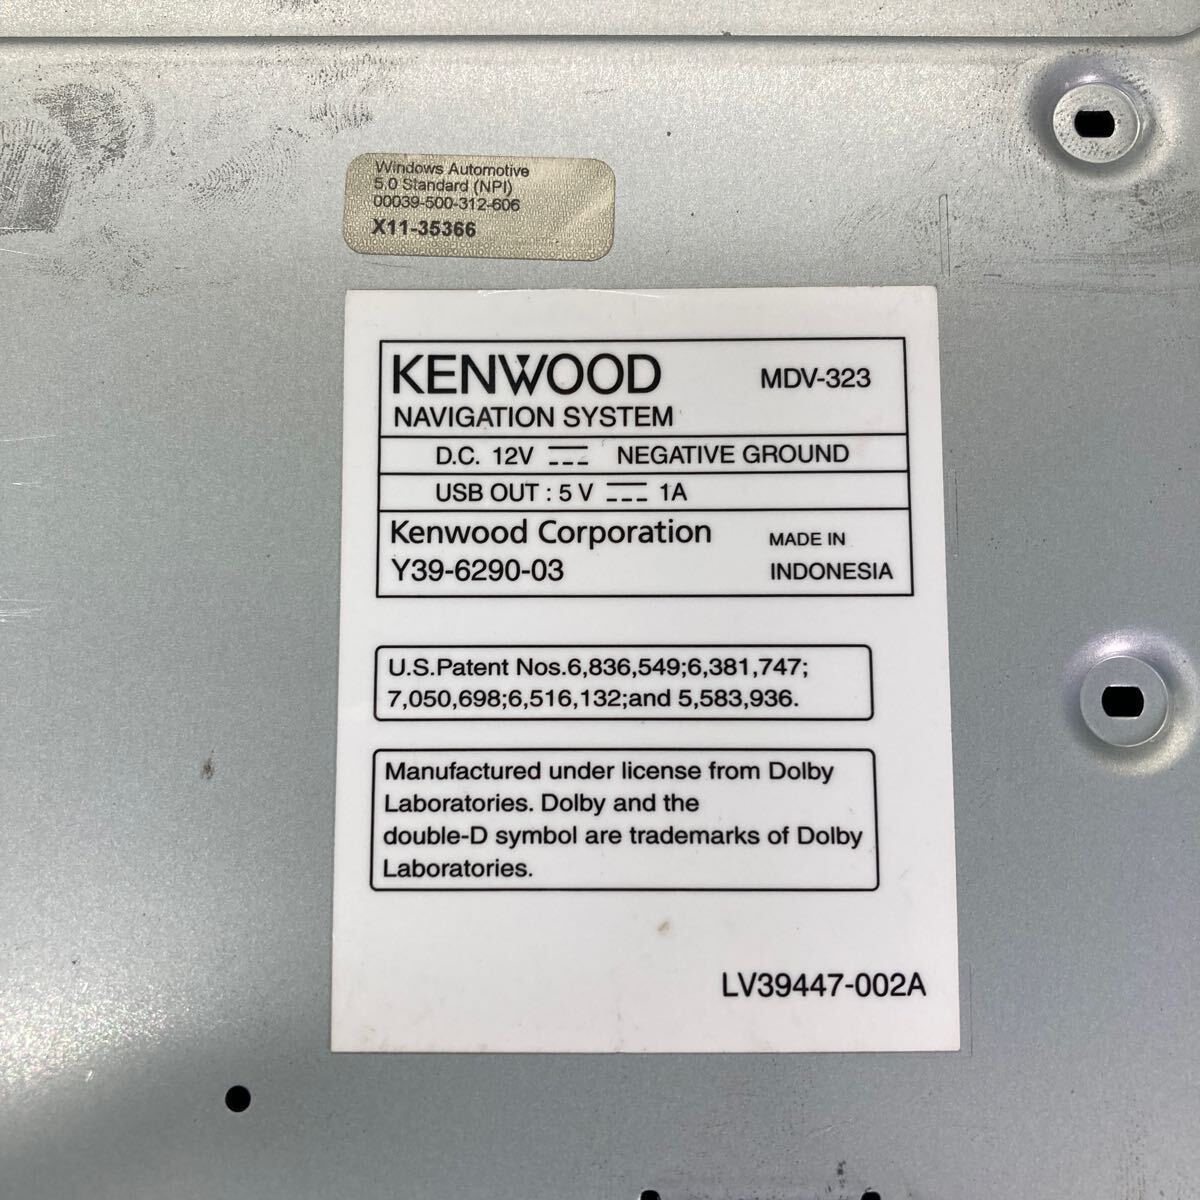 Windows Automotive
5.0 Standard (NPI)
00039-500-312-606
X11-35366
KENWOOD
MDV-323
NAVIGATION SYSTEM
D.C. 12V NEGATIVE GROUND
USB OUT : 5 V 1A
Kenwood Corporation
MADE IN
Y39-6290-03
INDONESIA
U.S.Patent Nos.6,836,549;6,381,747;
7,050,698;6,516,132;and 5,583,936.
Manufactured under license from Dolby
Laboratories. Dolby and the
double-D symbol are trademarks of Dolby
Laboratories.
LV39447-002A